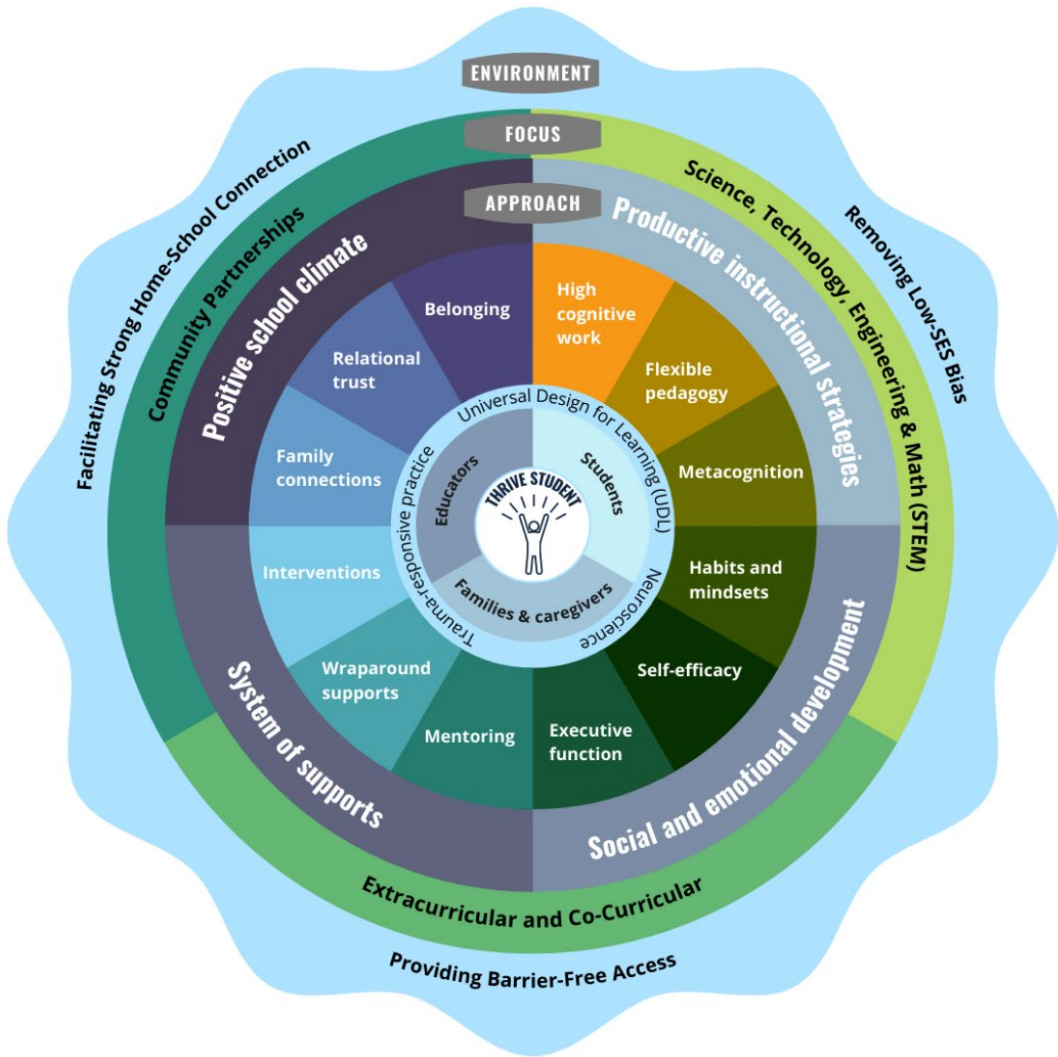 ENVIRONMENT
FOCUS
APPROACH
Facilitating Strong Home-School Connection
Removing Low-SES Bias
Providing Barrier-Free Access
Community Partnerships
Science, Technology, Engineering & Math (STEM)
Extracurricular and Co-Curricular
Positive school climate
Productive instructional strategies
Social and emotional development
System of supports
Belonging
High
cognitive
work
Flexible
pedagogy
Metacognition
Habits and
mindsets
Self-efficacy
Executive
function
Mentoring
Wraparound
supports
Interventions
Family
connections
Relational
trust
Universal Design for Learning (UDL)
Neuroscience
Trauma-responsive practice
Educators
Students
Families & caregivers
THRIVE STUDENT